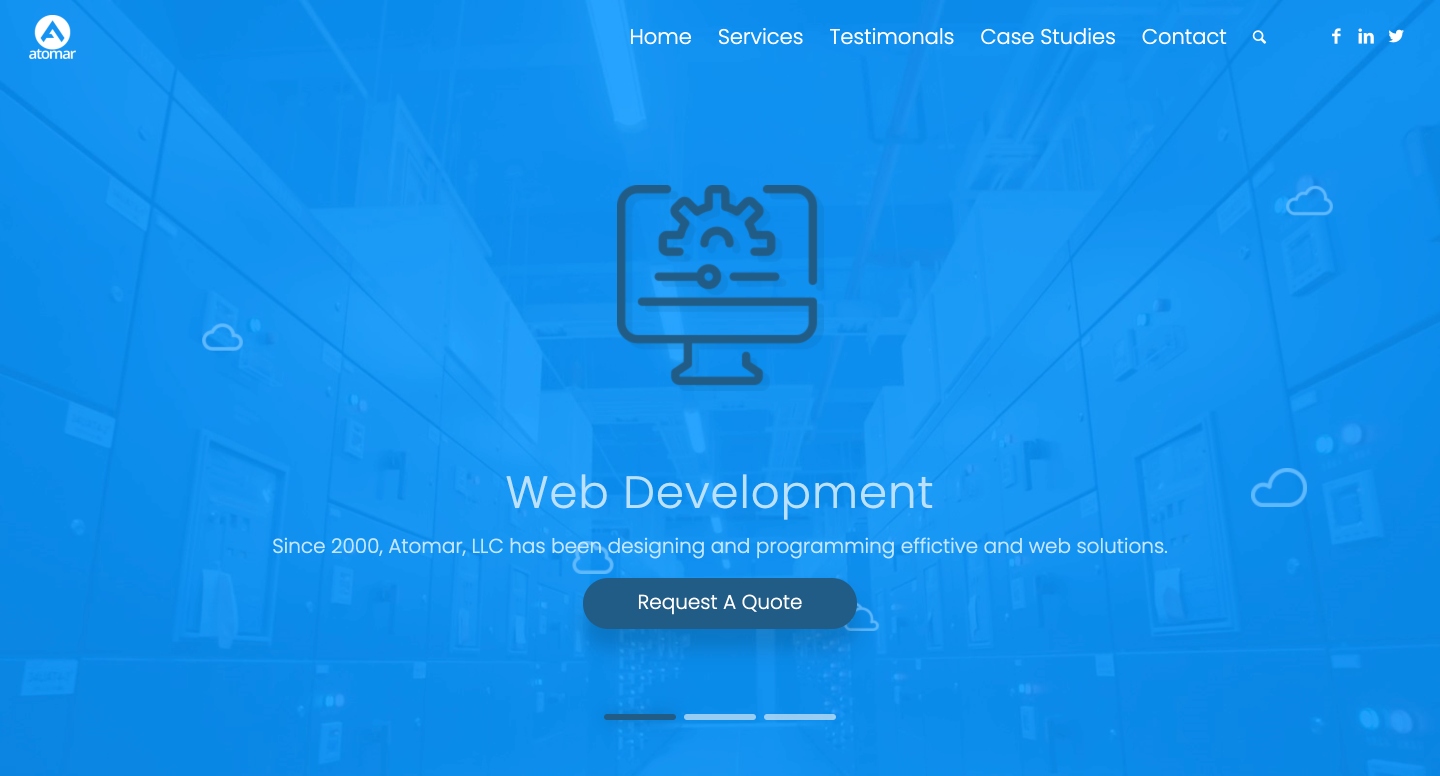 atomar
Home Services Testimonals Case Studies Contact
Web Development
Since 2000, Atomar, LLC has been designing and programming effictive and web solutions.
Request A Quote